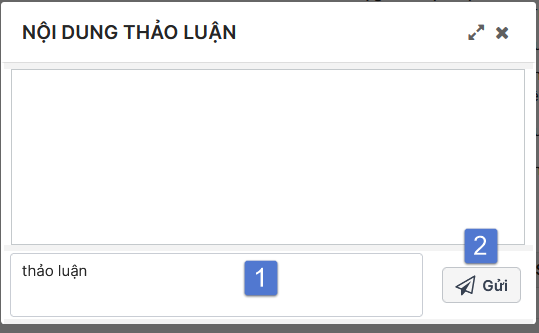 NỘI DUNG THẢO LUẬN
2
thảo luận
1
Gửi